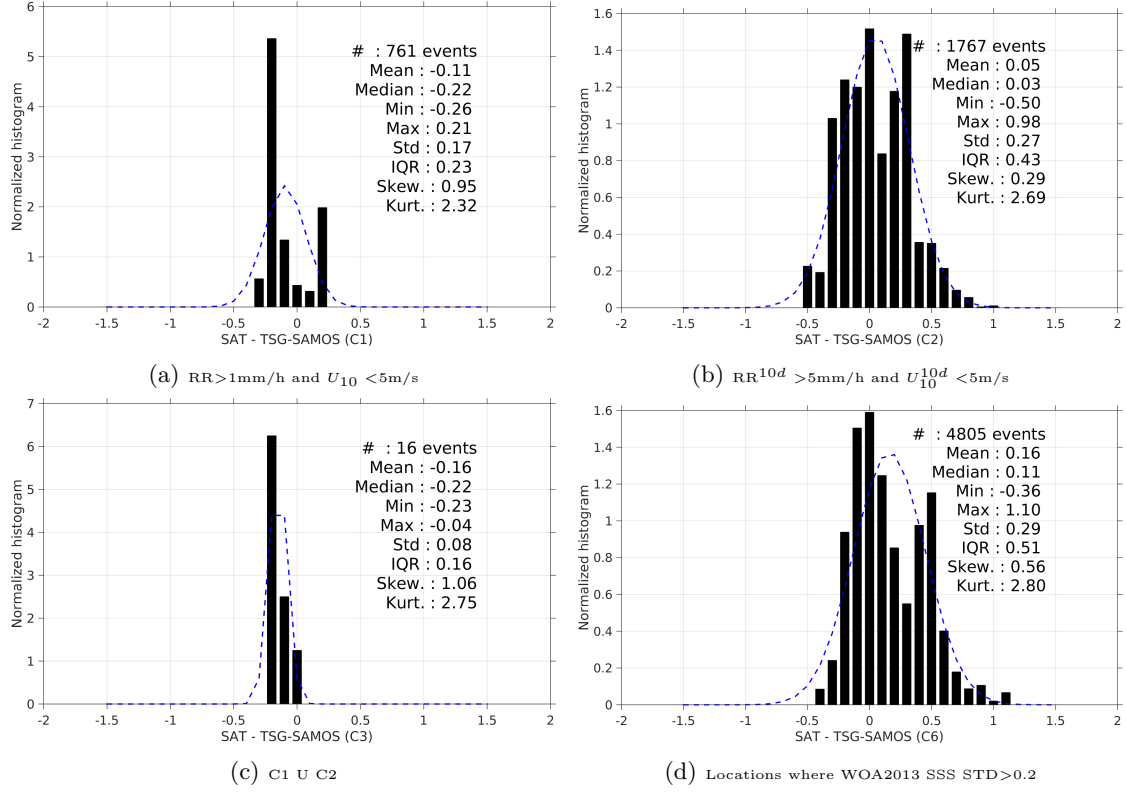 Normalized histogram
6
5
4
3
2
1
0
# : 761 events
Mean : -0.11
Median : -0.22
Min : -0.26
Max : 0.21
Std : 0.17
IQR : 0.23
Skew. : 0.95
Kurt. : 2.32
-2 -1.5 -1 -0.5 0 0.5 1 1.5 2
SAT - TSG-SAMOS (C1)
(a) RR>1mm/h and U10 <5m/s
Normalized histogram
1.6
1.4
1.2
1
0.8
0.6
0.4
0.2
0
# : 1767 events
Mean : 0.05
Median : 0.03
Min : -0.50
Max : 0.98
Std : 0.27
IQR : 0.43
Skew. : 0.29
Kurt. : 2.69
-2 -1.5 -1 -0.5 0 0.5 1 1.5 2
SAT - TSG-SAMOS (C2)
(b) RR^10d >5mm/h and U10^10d <5m/s
Normalized histogram
7
6
5
4
3
2
1
0
# : 16 events
Mean : -0.16
Median : -0.22
Min : -0.23
Max : -0.04
Std : 0.08
IQR : 0.16
Skew. : 1.06
Kurt. : 2.75
-2 -1.5 -1 -0.5 0 0.5 1 1.5 2
SAT - TSG-SAMOS (C3)
(c) C1 U C2
Normalized histogram
1.6
1.4
1.2
1
0.8
0.6
0.4
0.2
0
# : 4805 events
Mean : 0.16
Median : 0.11
Min : -0.36
Max : 1.10
Std : 0.29
IQR : 0.51
Skew. : 0.56
Kurt. : 2.80
-2 -1.5 -1 -0.5 0 0.5 1 1.5 2
SAT - TSG-SAMOS (C6)
(d) Locations where WOA2013 SSS STD>0.2